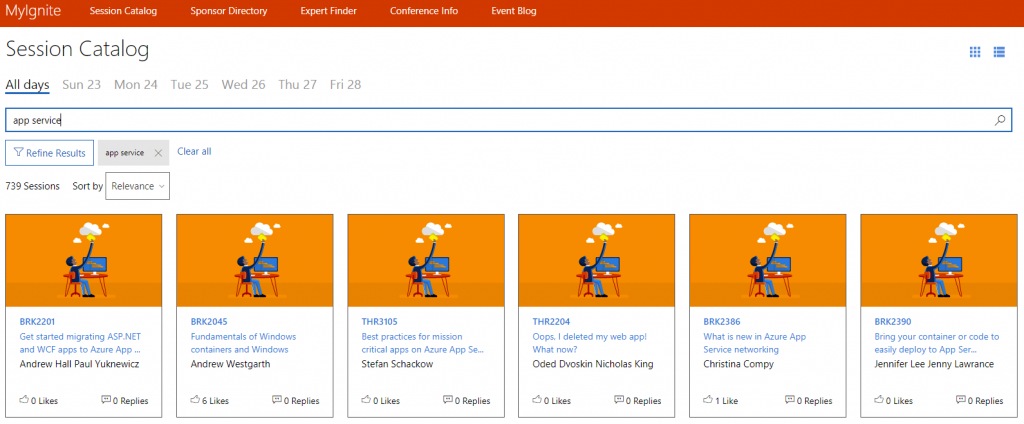 MyIgnite Session Catalog Sponsor Directory Expert Finder Conference Info Event Blog
Session Catalog
All days Sun 23 Mon 24 Tue 25 Wed 26 Thu 27 Fri 28
app service
Refine Results app service Clear all
739 Sessions Sort by Relevance
BRK2201
Get started migrating ASP.NET
and WCF apps to Azure App ...
Andrew Hall Paul Yuknewicz
0 Likes 0 Replies
BRK2045
Fundamentals of Windows
containers and Windows
Andrew Westgarth
6 Likes 0 Replies
THR3105
Best practices for mission
critical apps on Azure App Se...
Stefan Schackow
0 Likes 0 Replies
THR2204
Oops, I deleted my web app!
What now?
Oded Dvoskin Nicholas King
0 Likes 0 Replies
BRK2386
What is new in Azure App
Service networking
Christina Compy
1 Like 0 Replies
BRK2390
Bring your container or code to
easily deploy to App Ser...
Jennifer Lee Jenny Lawrance
0 Likes 0 Replies